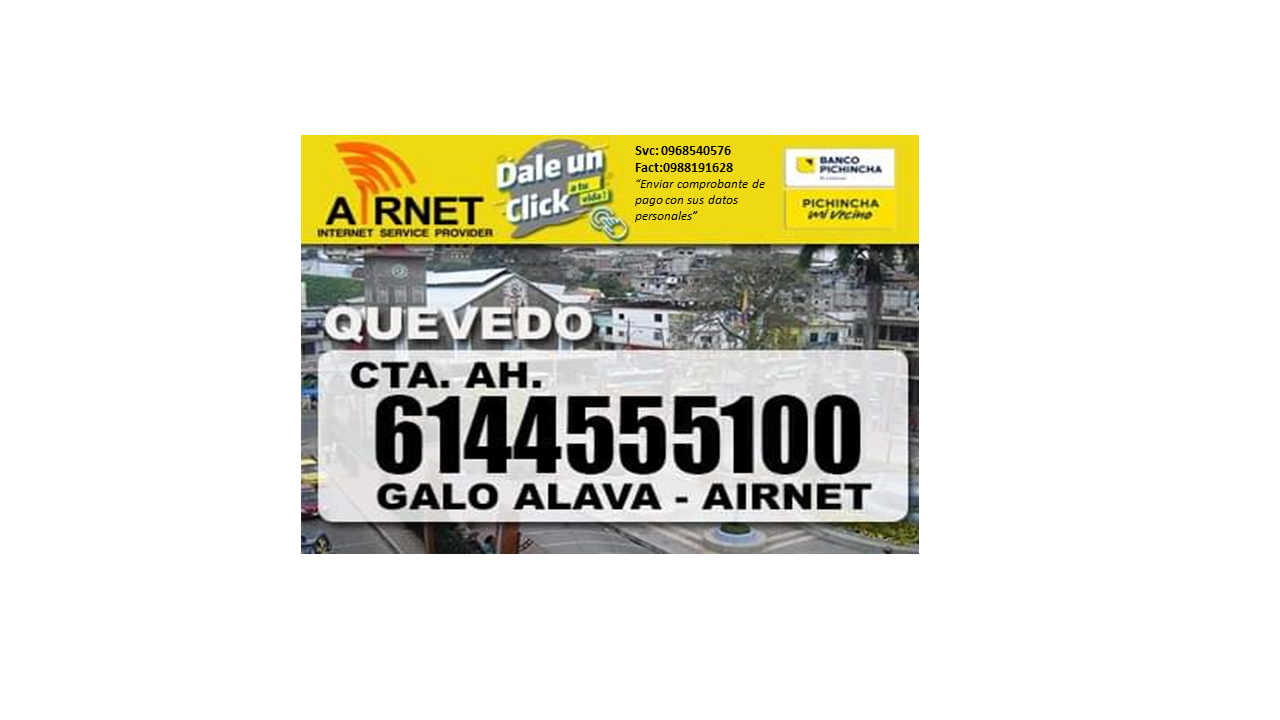 AIRNET
INTERNET SERVICE PROVIDER
Dale un
Click
a tu
vida!
Svc: 0968540576
Fact:0988191628
“Enviar comprobante de
pago con sus datos
personales”
BANCO
PICHINCHA
PICHINCHA
mi vecino
QUEVEDO
CTA. AH.
6144555100
GALO ALAVA - AIRNET